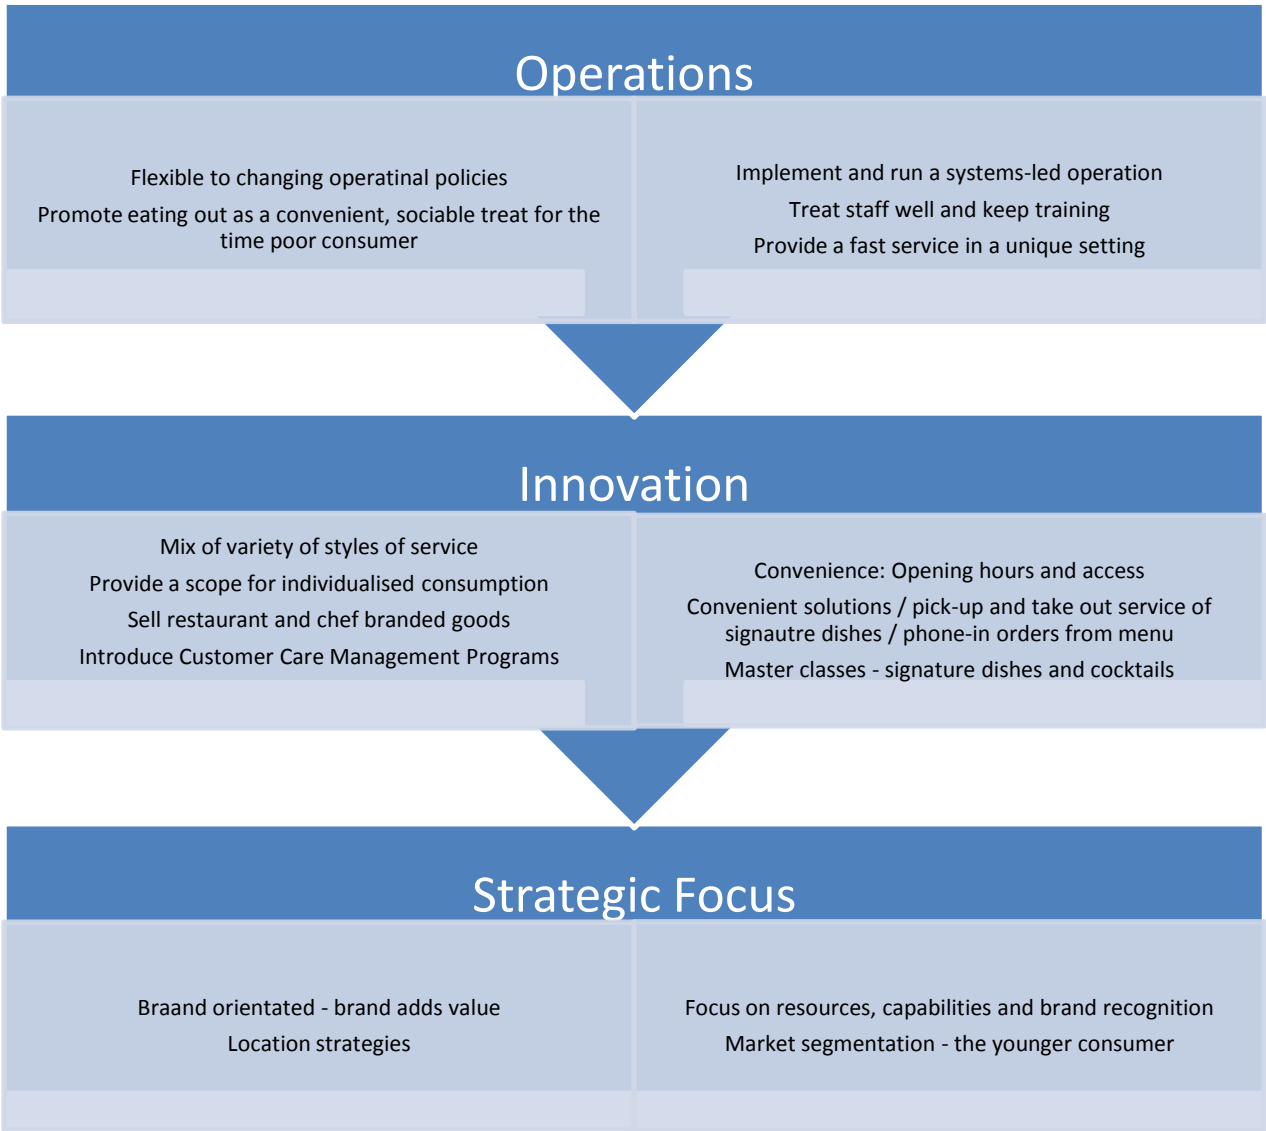 Operations
Flexible to changing operatinal policies
Promote eating out as a convenient, sociable treat for the
time poor consumer
Implement and run a systems-led operation
Treat staff well and keep training
Provide a fast service in a unique setting
Innovation
Mix of variety of styles of service
Provide a scope for individualised consumption
Sell restaurant and chef branded goods
Introduce Customer Care Management Programs
Convenience: Opening hours and access
Convenient solutions / pick-up and take out service of
signautre dishes / phone-in orders from menu
Master classes - signature dishes and cocktails
Strategic Focus
Braand orientated - brand adds value
Location strategies
Focus on resources, capabilities and brand recognition
Market segmentation - the younger consumer